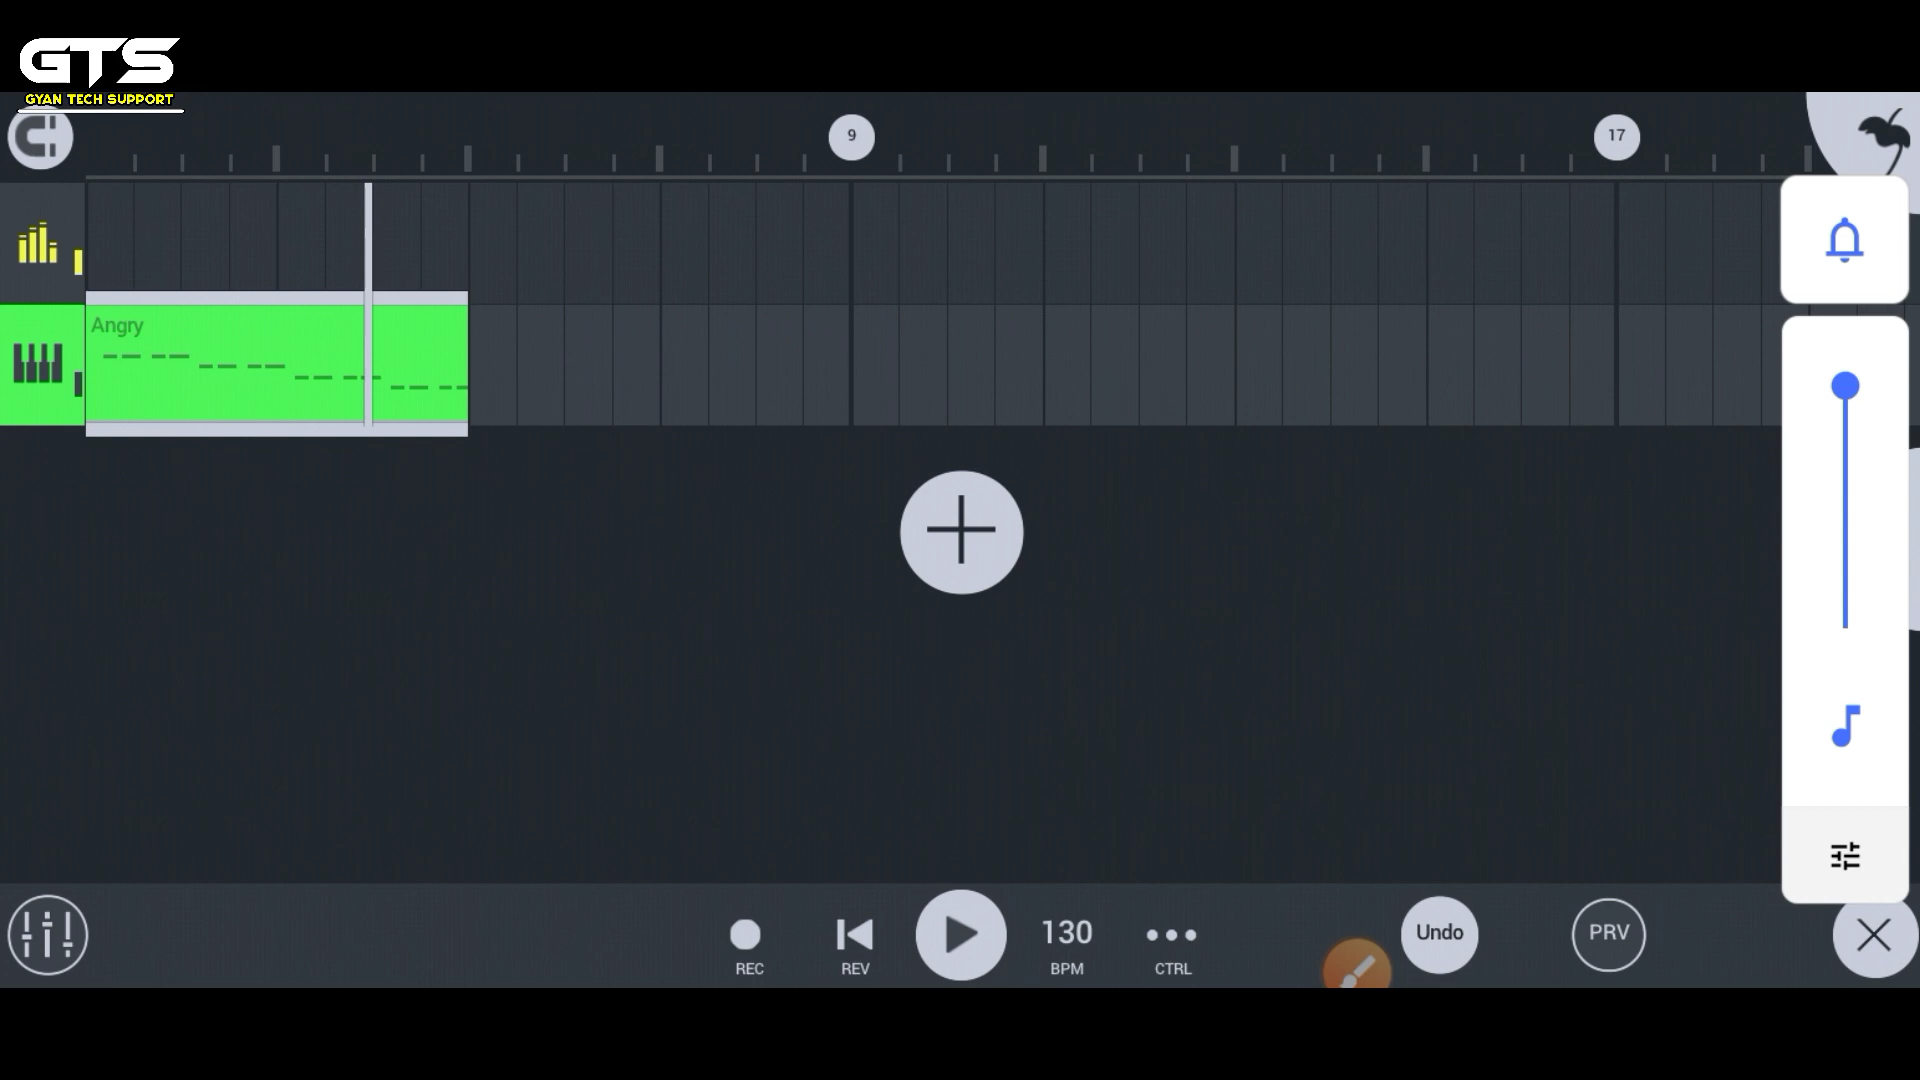 GTS
GYAN TECH SUPPORT
9
17
Angry
130
Undo
PRV
REC
REV
BPM
CTRL